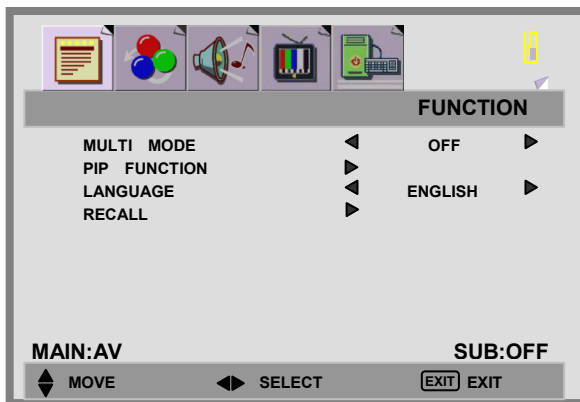 FUNCTION
MULTI MODE OFF
PIP FUNCTION
LANGUAGE ENGLISH
RECALL
MAIN:AV SUB:OFF
MOVE SELECT EXIT EXIT